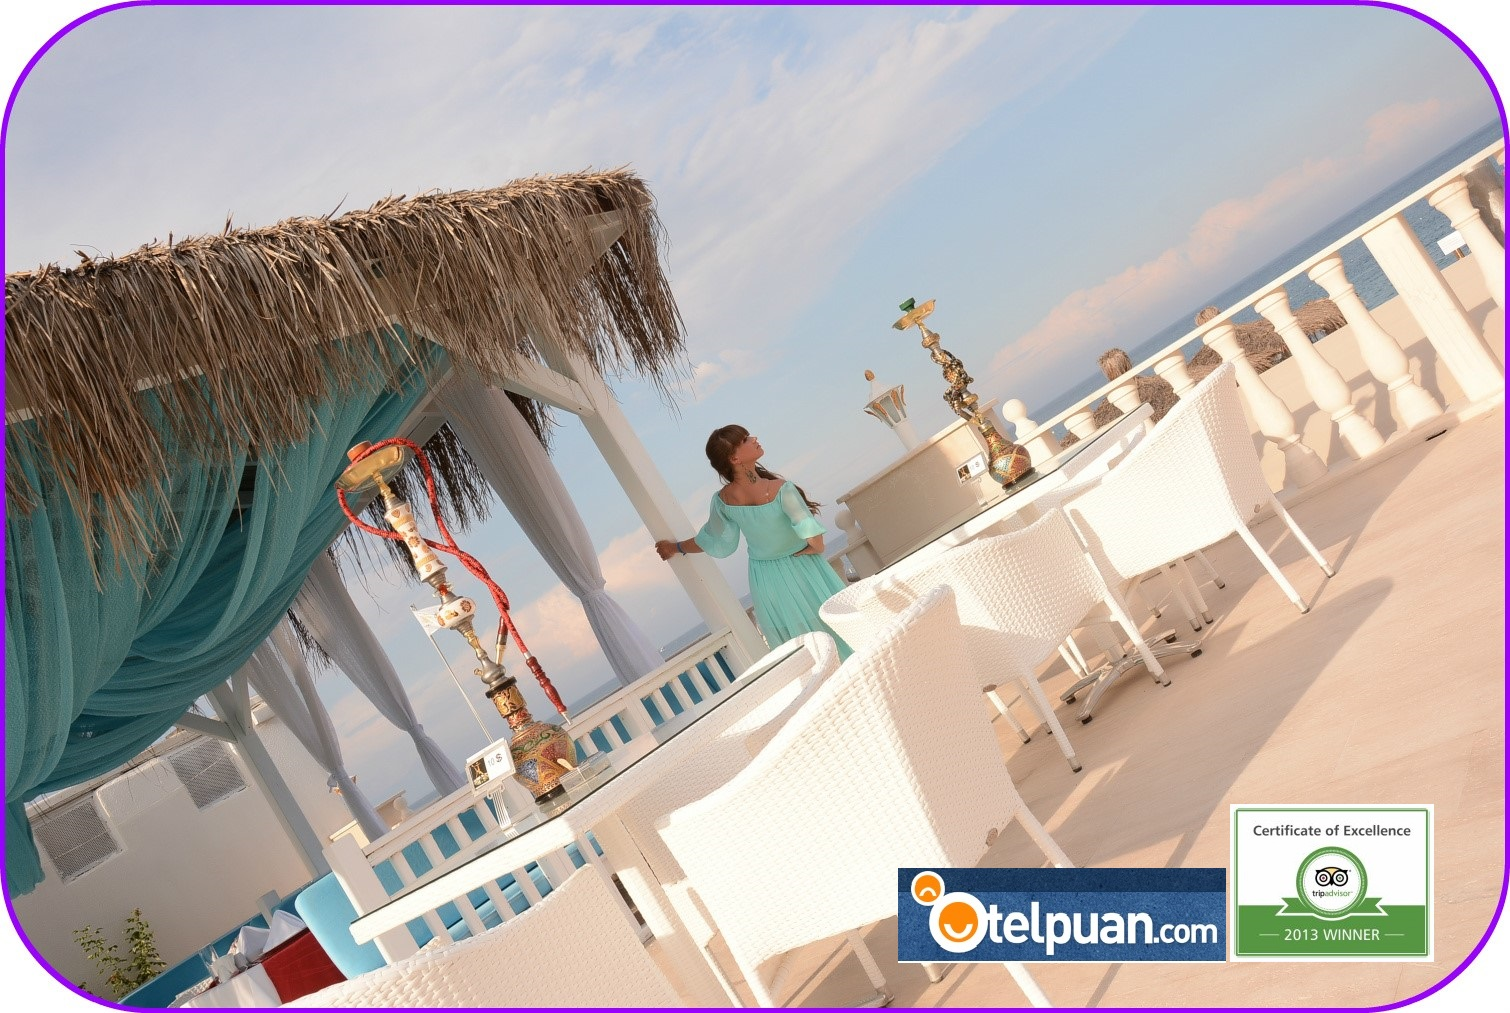 otelpuan.com
Certificate of Excellence
tripadvisor
2013 WINNER